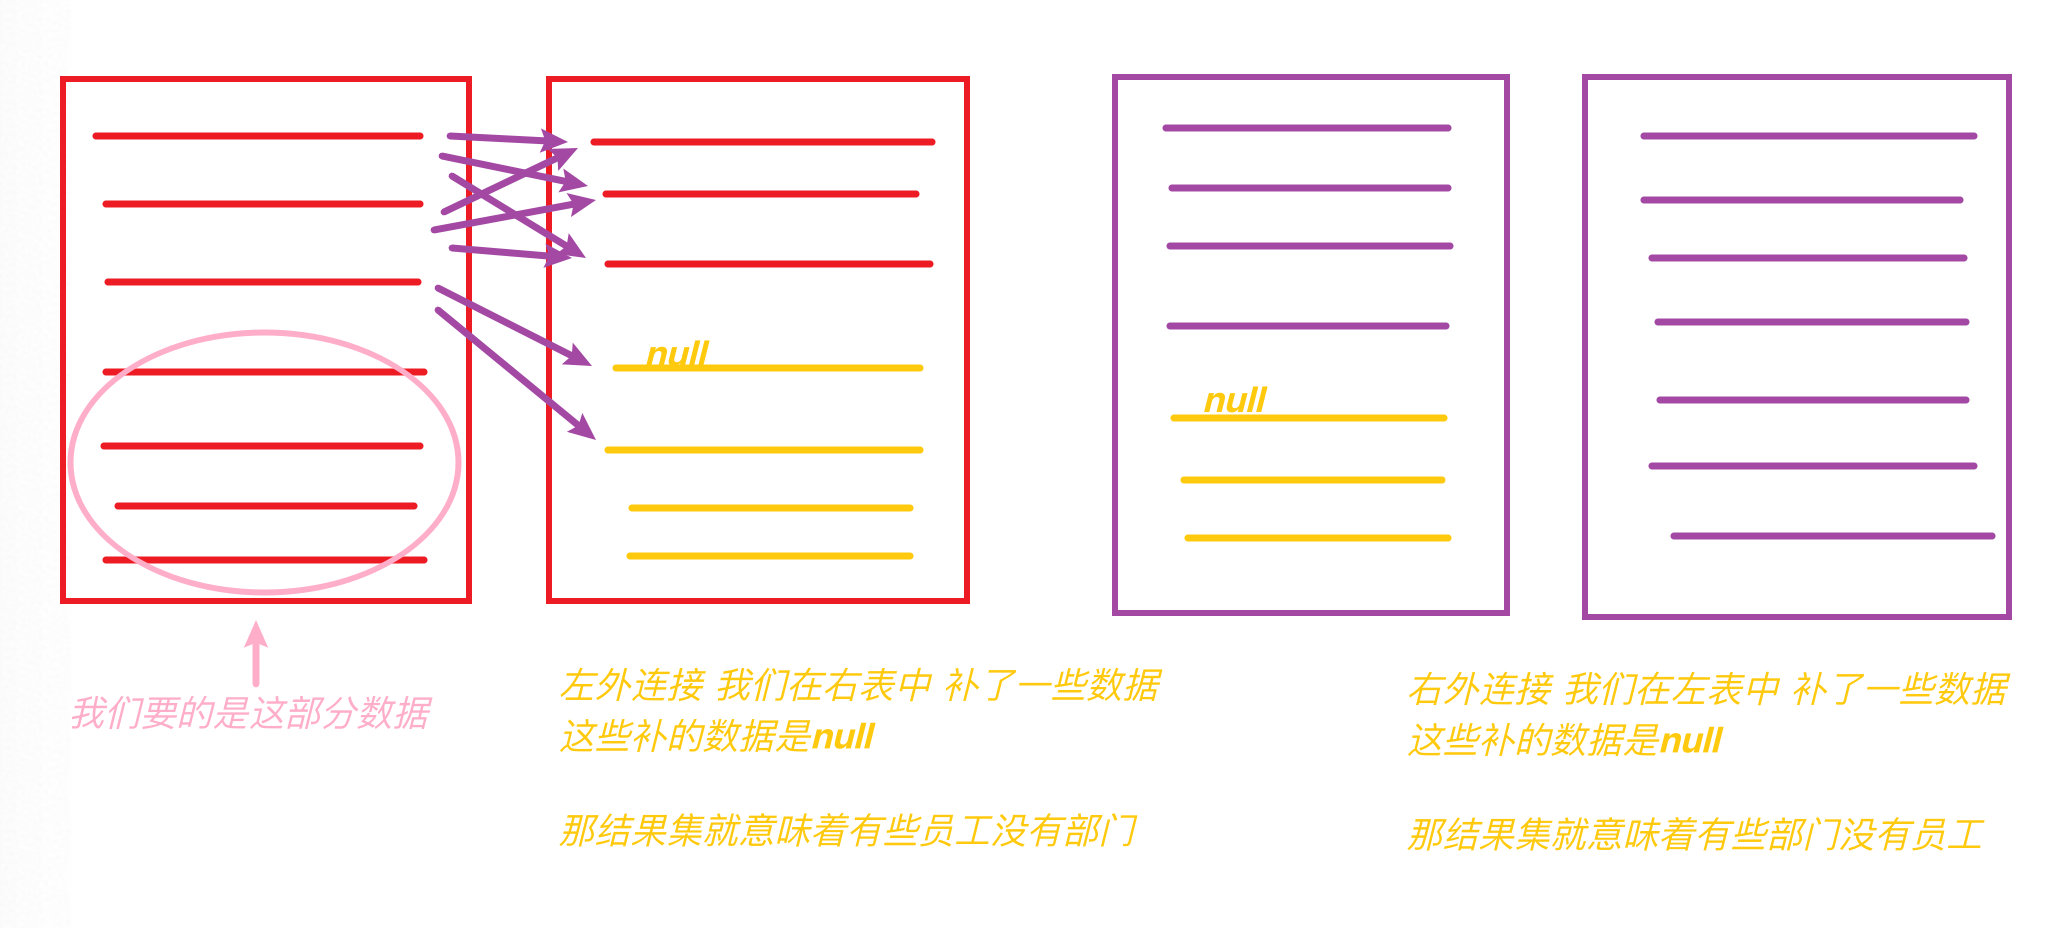 null
null
我们要的是这部分数据
左外连接 我们在右表中 补了一些数据
这些补的数据是null
那结果集就意味着有些员工没有部门
右外连接 我们在左表中 补了一些数据
这些补的数据是null
那结果集就意味着有些部门没有员工